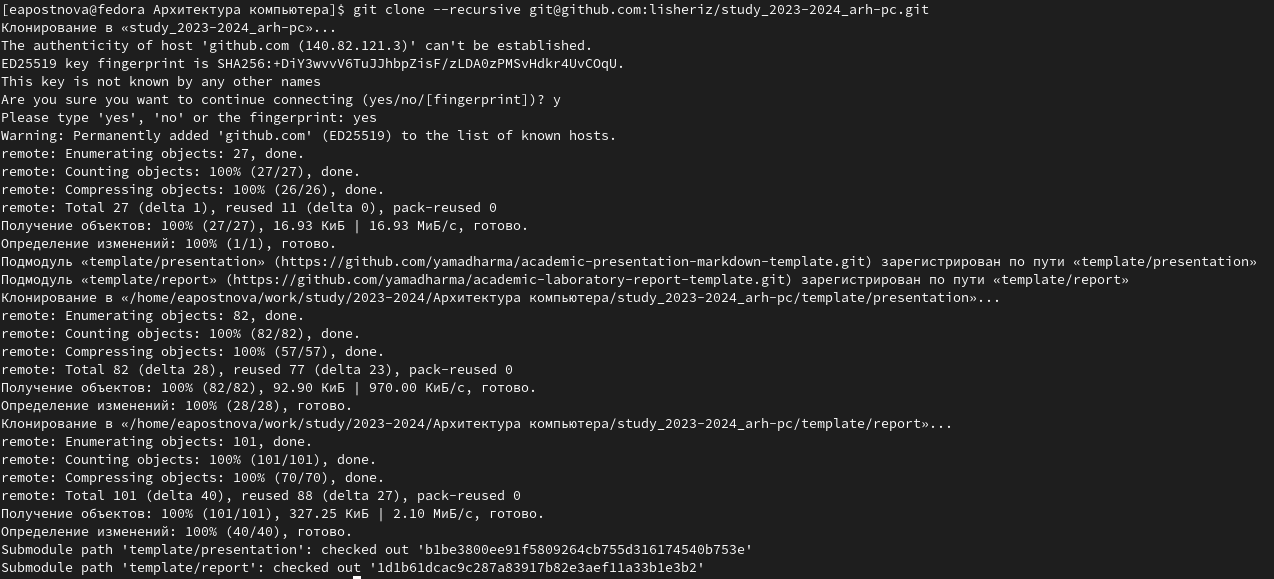 [eapostnova@fedora Архитектура компьютера]$ git clone --recursive git@github.com:lisheriz/study_2023-2024_arh-pc.git
Клонирование в «study_2023-2024_arh-pc»...
The authenticity of host 'github.com (140.82.121.3)' can't be established.
ED25519 key fingerprint is SHA256:+DiY3wvvV6TuJJhbpZisF/zLDA0zPMSvHdkr4UvCOqU.
This key is not known by any other names
Are you sure you want to continue connecting (yes/no/[fingerprint])? y
Please type 'yes', 'no' or the fingerprint: yes
Warning: Permanently added 'github.com' (ED25519) to the list of known hosts.
remote: Enumerating objects: 27, done.
remote: Counting objects: 100% (27/27), done.
remote: Compressing objects: 100% (26/26), done.
remote: Total 27 (delta 1), reused 11 (delta 0), pack-reused 0
Получение объектов: 100% (27/27), 16.93 КиБ | 16.93 МиБ/с, готово.
Определение изменений: 100% (1/1), готово.
Подмодуль «template/presentation» (https://github.com/yamadharma/academic-presentation-markdown-template.git) зарегистрирован по пути «template/presentation»
Подмодуль «template/report» (https://github.com/yamadharma/academic-laboratory-report-template.git) зарегистрирован по пути «template/report»
Клонирование в «/home/eapostnova/work/study/2023-2024/Архитектура компьютера/study_2023-2024_arh-pc/template/presentation»...
remote: Enumerating objects: 82, done.
remote: Counting objects: 100% (82/82), done.
remote: Compressing objects: 100% (57/57), done.
remote: Total 82 (delta 28), reused 77 (delta 23), pack-reused 0
Получение объектов: 100% (82/82), 92.90 КиБ | 970.00 КиБ/с, готово.
Определение изменений: 100% (28/28), готово.
Клонирование в «/home/eapostnova/work/study/2023-2024/Архитектура компьютера/study_2023-2024_arh-pc/template/report»...
remote: Enumerating objects: 101, done.
remote: Counting objects: 100% (101/101), done.
remote: Compressing objects: 100% (70/70), done.
remote: Total 101 (delta 40), reused 88 (delta 27), pack-reused 0
Получение объектов: 100% (101/101), 327.25 КиБ | 2.10 МиБ/с, готово.
Определение изменений: 100% (40/40), готово.
Submodule path 'template/presentation': checked out 'b1be3800ee91f5809264cb755d316174540b753e'
Submodule path 'template/report': checked out '1d1b61dcac9c287a83917b82e3aef11a33b1e3b2'